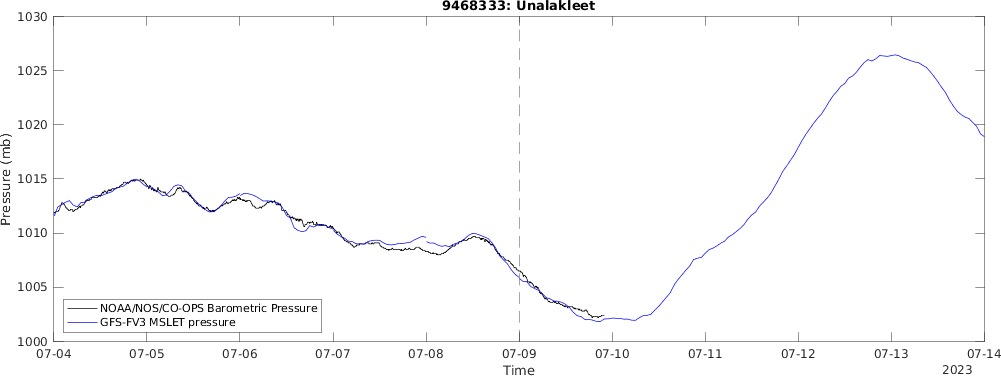 9468333: Unalakleet
1030
1025
1020
1015
1010
1005
1000
Pressure (mb)
NOAA/NOS/CO-OPS Barometric Pressure
GFS-FV3 MSLET pressure
07-04 07-05 07-06 07-07 07-08 07-09 07-10 07-11 07-12 07-13 07-14
Time
2023